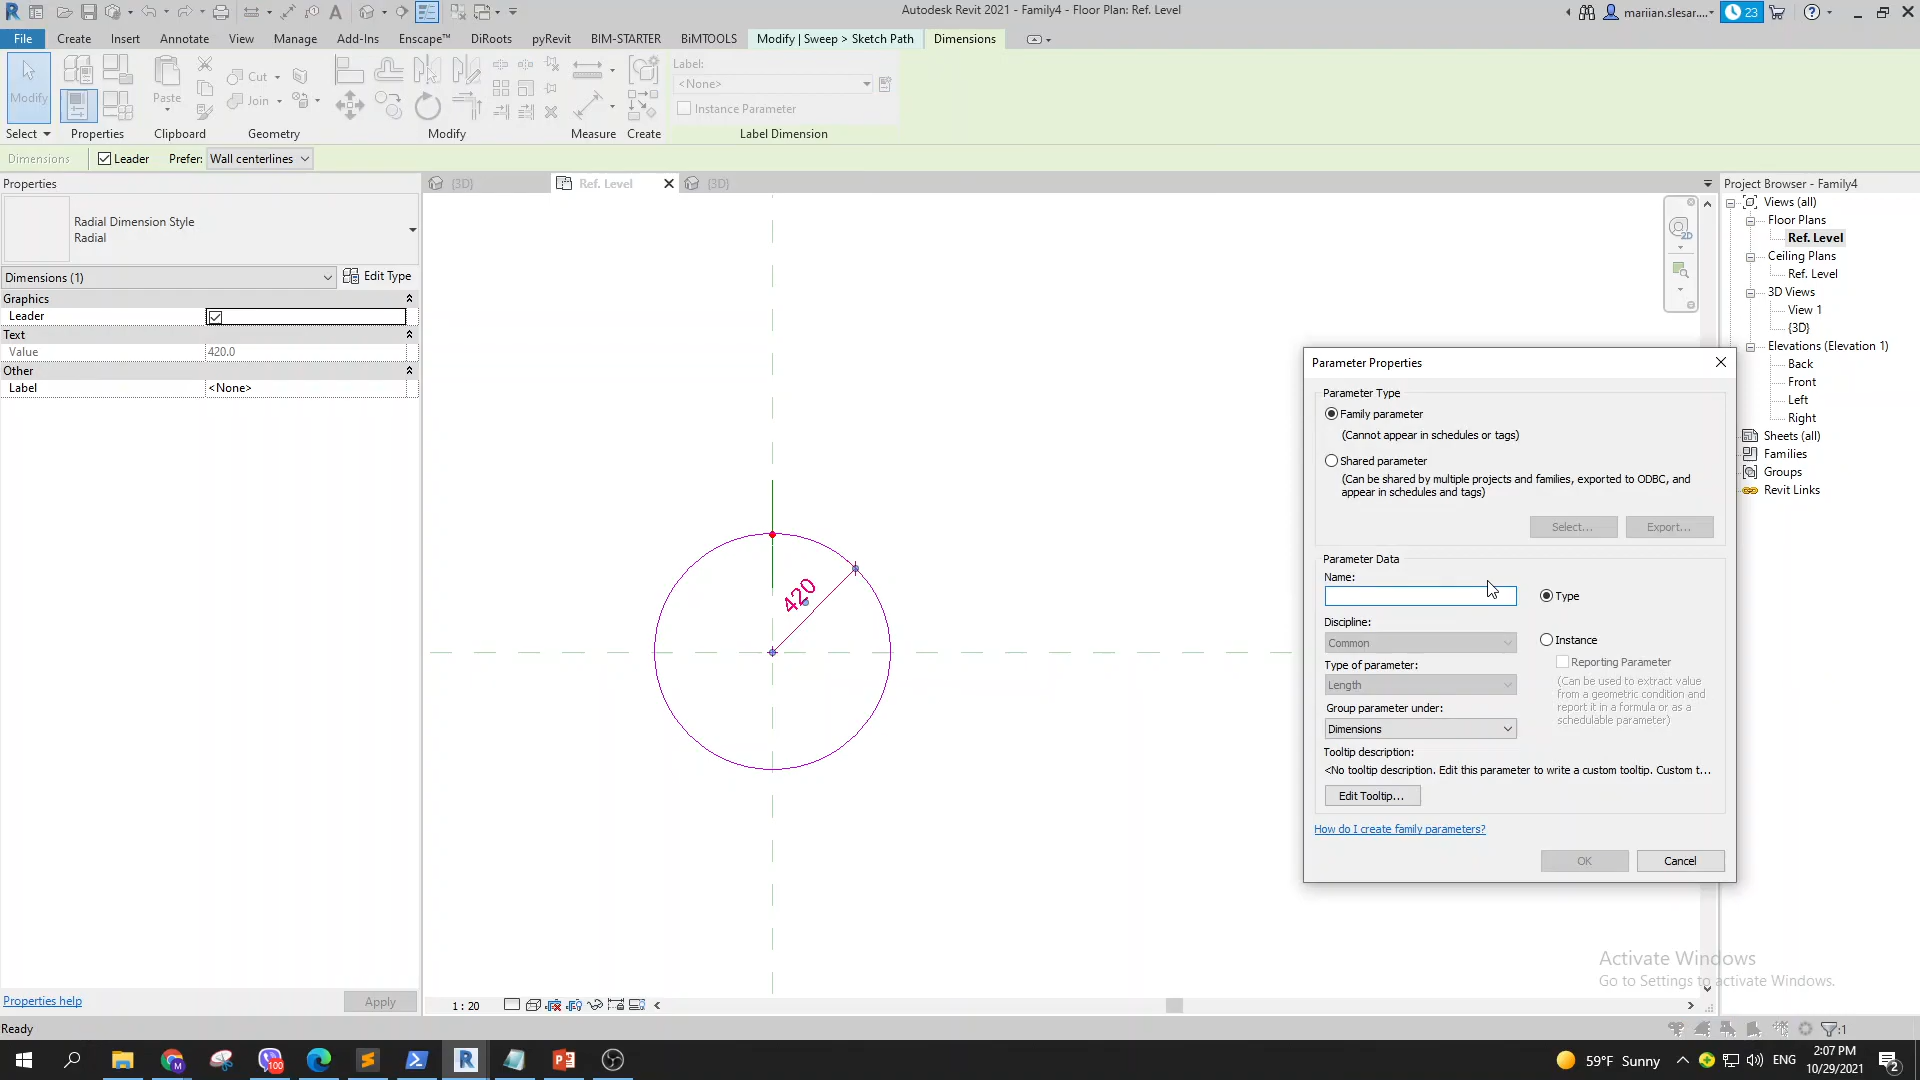 Autodesk Revit 2021 - Family4 - Floor Plan: Ref. Level
mariian.slesar....
23
File Create Insert Annotate View Manage Add-Ins Enscape™ DiRoots pyRevit BIM-STARTER BiMTOOLS Modify | Sweep > Sketch Path Dimensions
Modify
Paste
Cut
Join
Label:
<None>
Instance Parameter
Select Properties Clipboard Geometry Modify Measure Create Label Dimension
Dimensions Leader Prefer: Wall centerlines
Properties
{3D} Ref. Level {3D}
Radial Dimension Style
Radial
Dimensions (1) Edit Type
Graphics
Leader
Text
Value 420.0
Other
Label <None>
420
2D
Parameter Properties
Parameter Type
Family parameter
(Cannot appear in schedules or tags)
Shared parameter
(Can be shared by multiple projects and families, exported to ODBC, and
appear in schedules and tags)
Select... Export...
Parameter Data
Name:
Type
Discipline:
Common
Instance
Type of parameter:
Reporting Parameter
Length
(Can be used to extract value
from a geometric condition and
report it in a formula or as a
schedulable parameter)
Group parameter under:
Dimensions
Tooltip description:
<No tooltip description. Edit this parameter to write a custom tooltip. Custom t...
Edit Tooltip...
How do I create family parameters?
OK Cancel
Project Browser - Family4
Views (all)
Floor Plans
Ref. Level
Ceiling Plans
Ref. Level
3D Views
View 1
{3D}
Elevations (Elevation 1)
Back
Front
Left
Right
Sheets (all)
Families
Groups
Revit Links
Activate Windows
Go to Settings to activate Windows.
Properties help Apply
1 : 20
Ready
:1
100
59°F Sunny
ENG
2:07 PM
10/29/2021
2